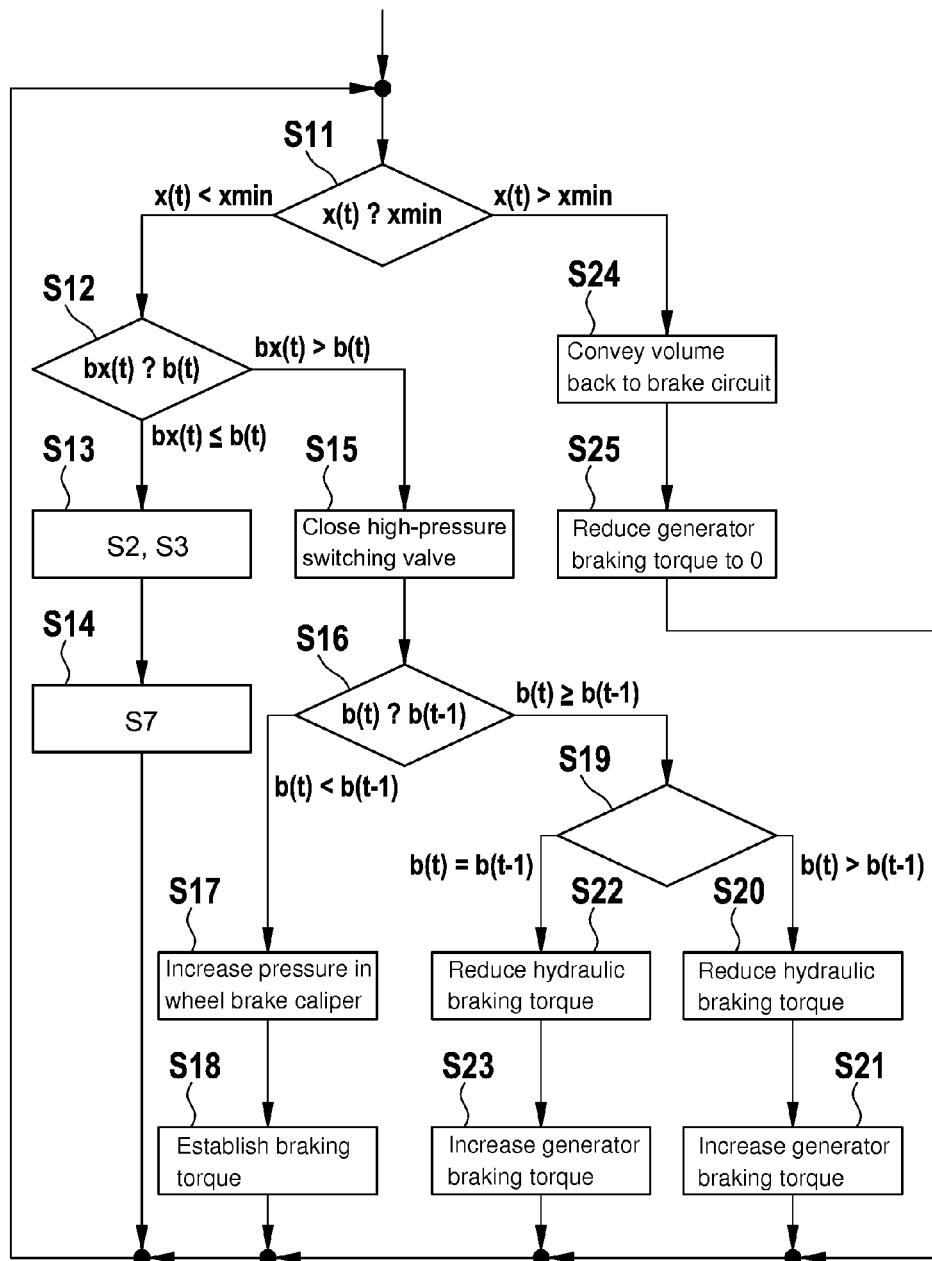 S11
x(t) < xmin
x(t) ? xmin
x(t) > xmin
S12
bx(t) ? b(t)
bx(t) > b(t)
bx(t) ≦ b(t)
S24
Convey volume
back to brake circuit
S13
S2, S3
S15
Close high-pressure
switching valve
S25
Reduce generator
braking torque to 0
S14
S7
S16
b(t) ? b(t-1)
b(t) ≥ b(t-1)
b(t) < b(t-1)
S19
b(t) = b(t-1)
b(t) > b(t-1)
S17
Increase pressure in
wheel brake caliper
S22
Reduce hydraulic
braking torque
S20
Reduce hydraulic
braking torque
S18
Establish braking
torque
S23
Increase generator
braking torque
S21
Increase generator
braking torque